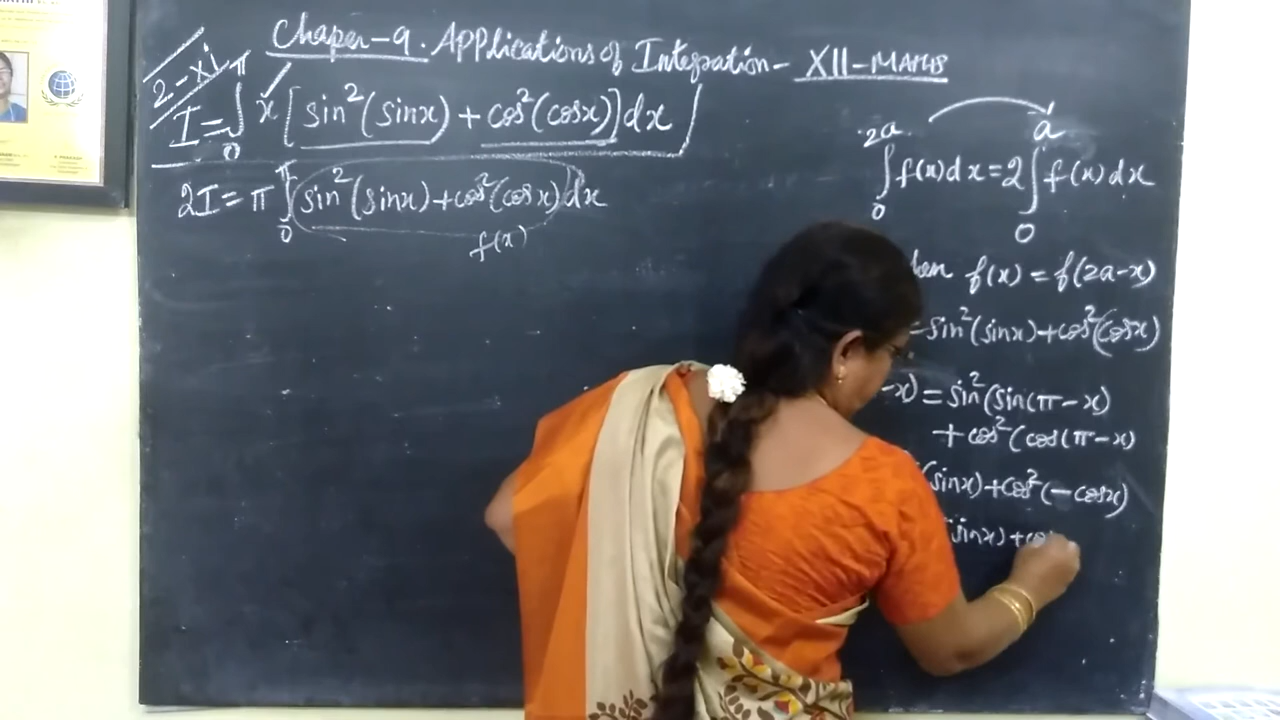 Chaper-9. Applications of Integration - XII-MATHS
2-xi
I = ∫₀^π x [sin²(sinx) + cos²(cosx)] dx
2I = π ∫₀^π sin²(sinx) + cos²(cosx) dx
f(x)
∫₀^2a f(x) dx = 2 ∫₀^a f(x) dx
f(x) = f(2a-x)
= sin²(sinx) + cos²(cosx)
-x) = sin²(sin(π-x)
+ cos²(cos(π-x)
(sinx) + cos²(-cosx)
(sinx) + cos